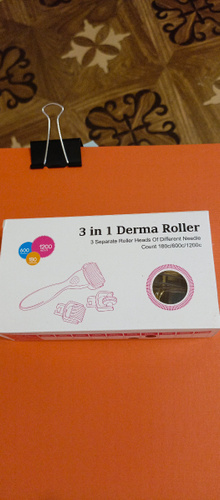 3 in 1 Derma Roller
3 Separate Roller Heads Of Different Needle
Count 180c/600c/1200c
600
1200
180